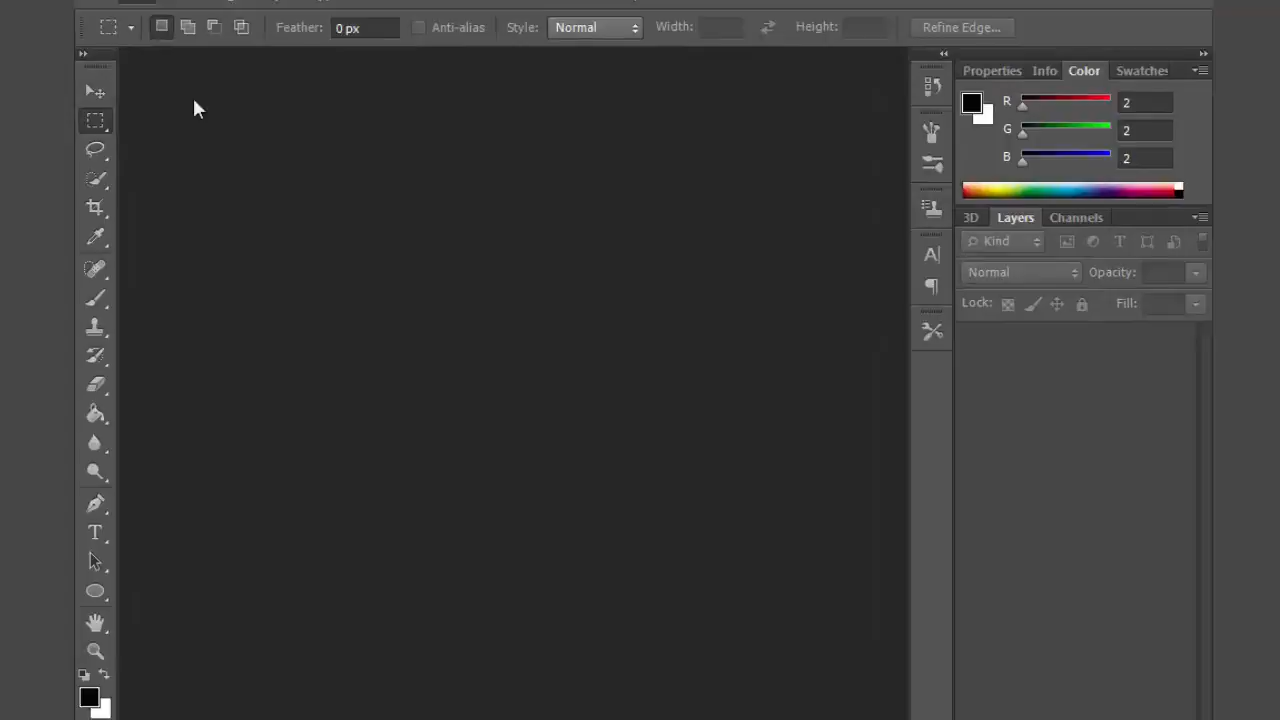 Feather: 0 px Anti-alias Style: Normal Width: Height: Refine Edge...
Properties Info Color Swatches
R 2
G 2
B 2
3D Layers Channels
Kind T
Normal Opacity:
Lock: Fill:
A
T